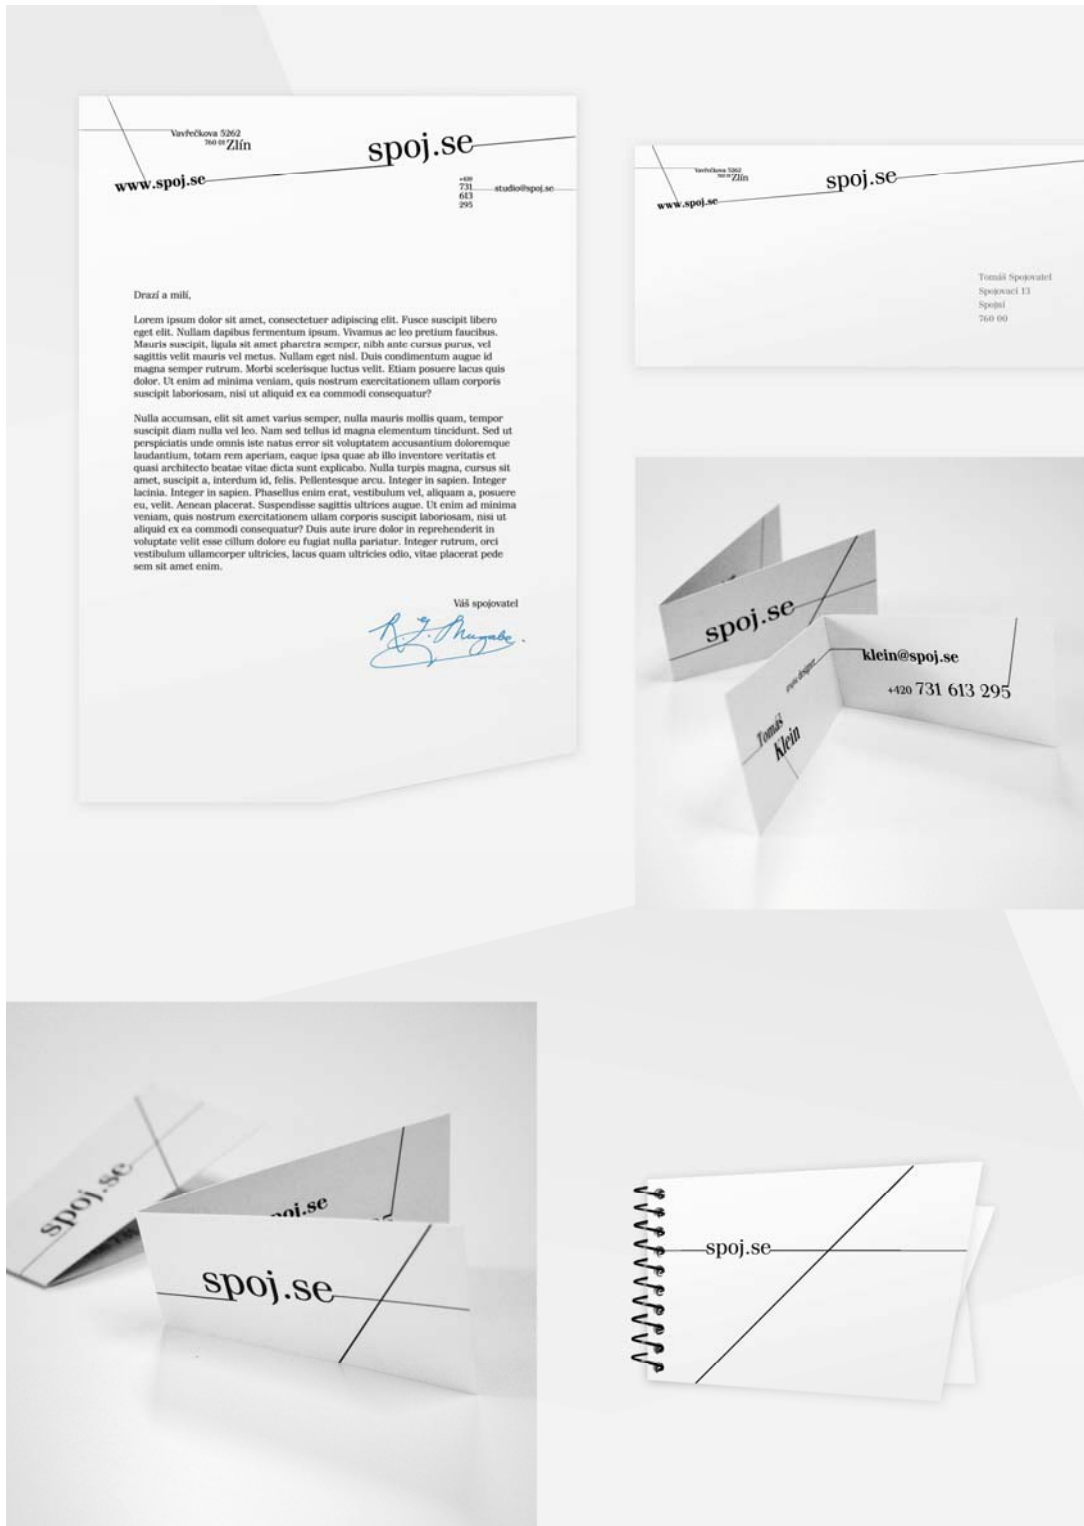 Vavřečkova 5262
760 01 Zlín
spoj.se
www.spoj.se
+420
731
613
295
studio@spoj.se
Drazí a milí,
Lorem ipsum dolor sit amet, consectetuer adipiscing elit. Fusce suscipit libero
eget elit. Nullam dapibus fermentum ipsum. Vivamus ac leo pretium faucibus.
Mauris suscipit, ligula sit amet pharetra semper, nibh ante cursus purus, vel
sagittis velit mauris vel metus. Nullam eget nisl. Duis condimentum augue id
magna semper rutrum. Morbi scelerisque luctus velit. Etiam posuere lacus quis
dolor. Ut enim ad minima veniam, quis nostrum exercitationem ullam corporis
suscipit laboriosam, nisi ut aliquid ex ea commodi consequatur?
Nulla accumsan, elit sit amet varius semper, nulla mauris mollis quam, tempor
suscipit diam nulla vel leo. Nam sed tellus id magna elementum tincidunt. Sed ut
perspiciatis unde omnis iste natus error sit voluptatem accusantium doloremque
laudantium, totam rem aperiam, eaque ipsa quae ab illo inventore veritatis et
quasi architecto beatae vitae dicta sunt explicabo. Nulla turpis magna, cursus sit
amet, suscipit a, interdum id, felis. Pellentesque arcu. Integer in sapien. Integer
lacinia. Integer in sapien. Phasellus enim erat, vestibulum vel, aliquam a, posuere
eu, velit. Aenean placerat. Suspendisse sagittis ultrices augue. Ut enim ad minima
veniam, quis nostrum exercitationem ullam corporis suscipit laboriosam, nisi ut
aliquid ex ea commodi consequatur? Duis aute irure dolor in reprehenderit in
voluptate velit esse cillum dolore eu fugiat nulla pariatur. Integer rutrum, orci
vestibulum ullamcorper ultricies, lacus quam ultricies odio, vitae placerat pede
sem sit amet enim.
Váš spojovatel
R. G. Mugabe.
Vavřečkova 5262
760 01 Zlín
spoj.se
www.spoj.se
Tomáš Spojovatel
Spojovací 13
Spojní
760 00
spoj.se
klein@spoj.se
+420 731 613 295
Tomáš
Klein
spoj.se
poj.se
spoj.se
spoj.se